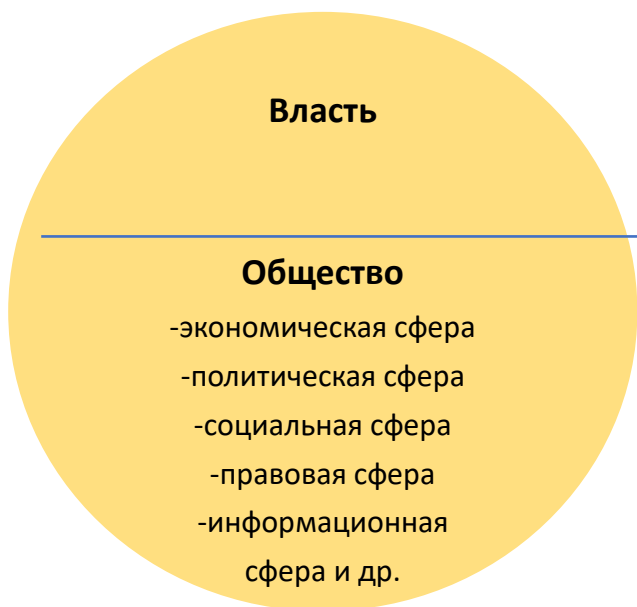 Власть
Общество
-экономическая сфера
-политическая сфера
-социальная сфера
-правовая сфера
-информационная
сфера и др.